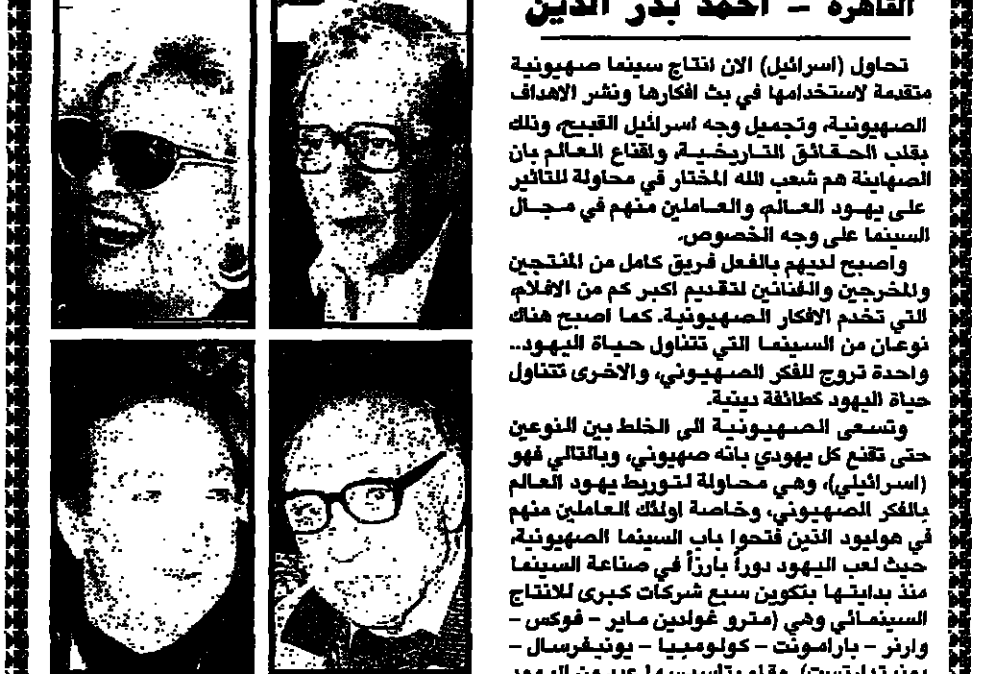 القاهرة – احمد بدر الدين
تحاول (اسرائيل) الان انتاج سينما صهيونية
متقدمة لاستخدامها في بث افكارها ونشر الاهداف
الصهيونية، وتجميل وجه اسرائيل القبيح، وذلك
بقلب الحقائق التاريخية، واقناع العالم بان
الصهاينة هم شعب الله المختار في محاولة للتاثير
على يهود العالم، والعاملين منهم في مجال
السينما على وجه الخصوص.
واصبح لديهم بالفعل فريق كامل من المنتجين
والمخرجين والفنانين لتقديم اكبر كم من الافلام،
التي تخدم الافكار الصهيونية. كما اصبح هناك
نوعان من السينما التي تتناول حياة اليهود..
واحدة تروج للفكر الصهيوني، والاخرى تتناول
حياة اليهود كطائفة دينية.
وتسعى الصهيونية الى الخلط بين النوعين
حتى تقنع كل يهودي بانه صهيوني، وبالتالي فهو
(اسرائيلي)، وهي محاولة لتوريط يهود العالم
بالفكر الصهيوني، وخاصة اولئك العاملين منهم
في هوليود الذين فتحوا باب السينما الصهيونية،
حيث لعب اليهود دوراً بارزاً في صناعة السينما
منذ بدايتها بتكوين سبع شركات كبرى للانتاج
السينمائي وهي (مترو غولدين ماير – فوكس –
وارنر – بارامونت – كولومبيا – يونيفرسال –